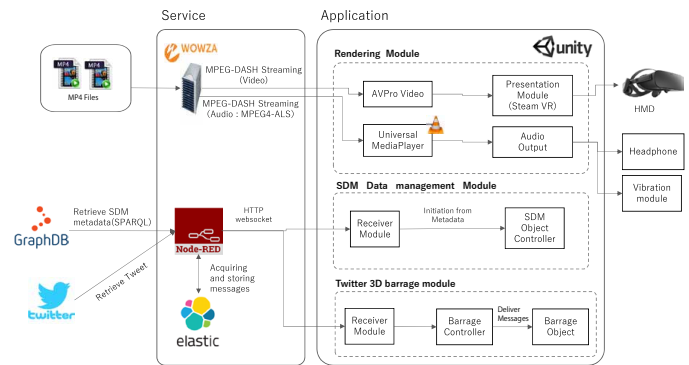 Service
Application
WOWZA
unity
Rendering Module
MP4
MP4
MP4 Files
MPEG-DASH Streaming
(Video)
MPEG-DASH Streaming
(Audio : MPEG4-ALS)
AVPro Video
Presentation
Module
(Steam VR)
HMD
Universal
MediaPlayer
Audio
Output
Headphone
Vibration
module
SDM Data management Module
Retrieve SDM
metadata(SPARQL)
GraphDB
HTTP
websocket
Node-RED
Receiver
Module
Initiation from
Metadata
SDM
Object
Controller
Retrieve Tweet
twitter
Acquiring
and storing
messages
elastic
Twitter 3D barrage module
Receiver
Module
Barrage
Controller
Deliver
Messages
Barrage
Object